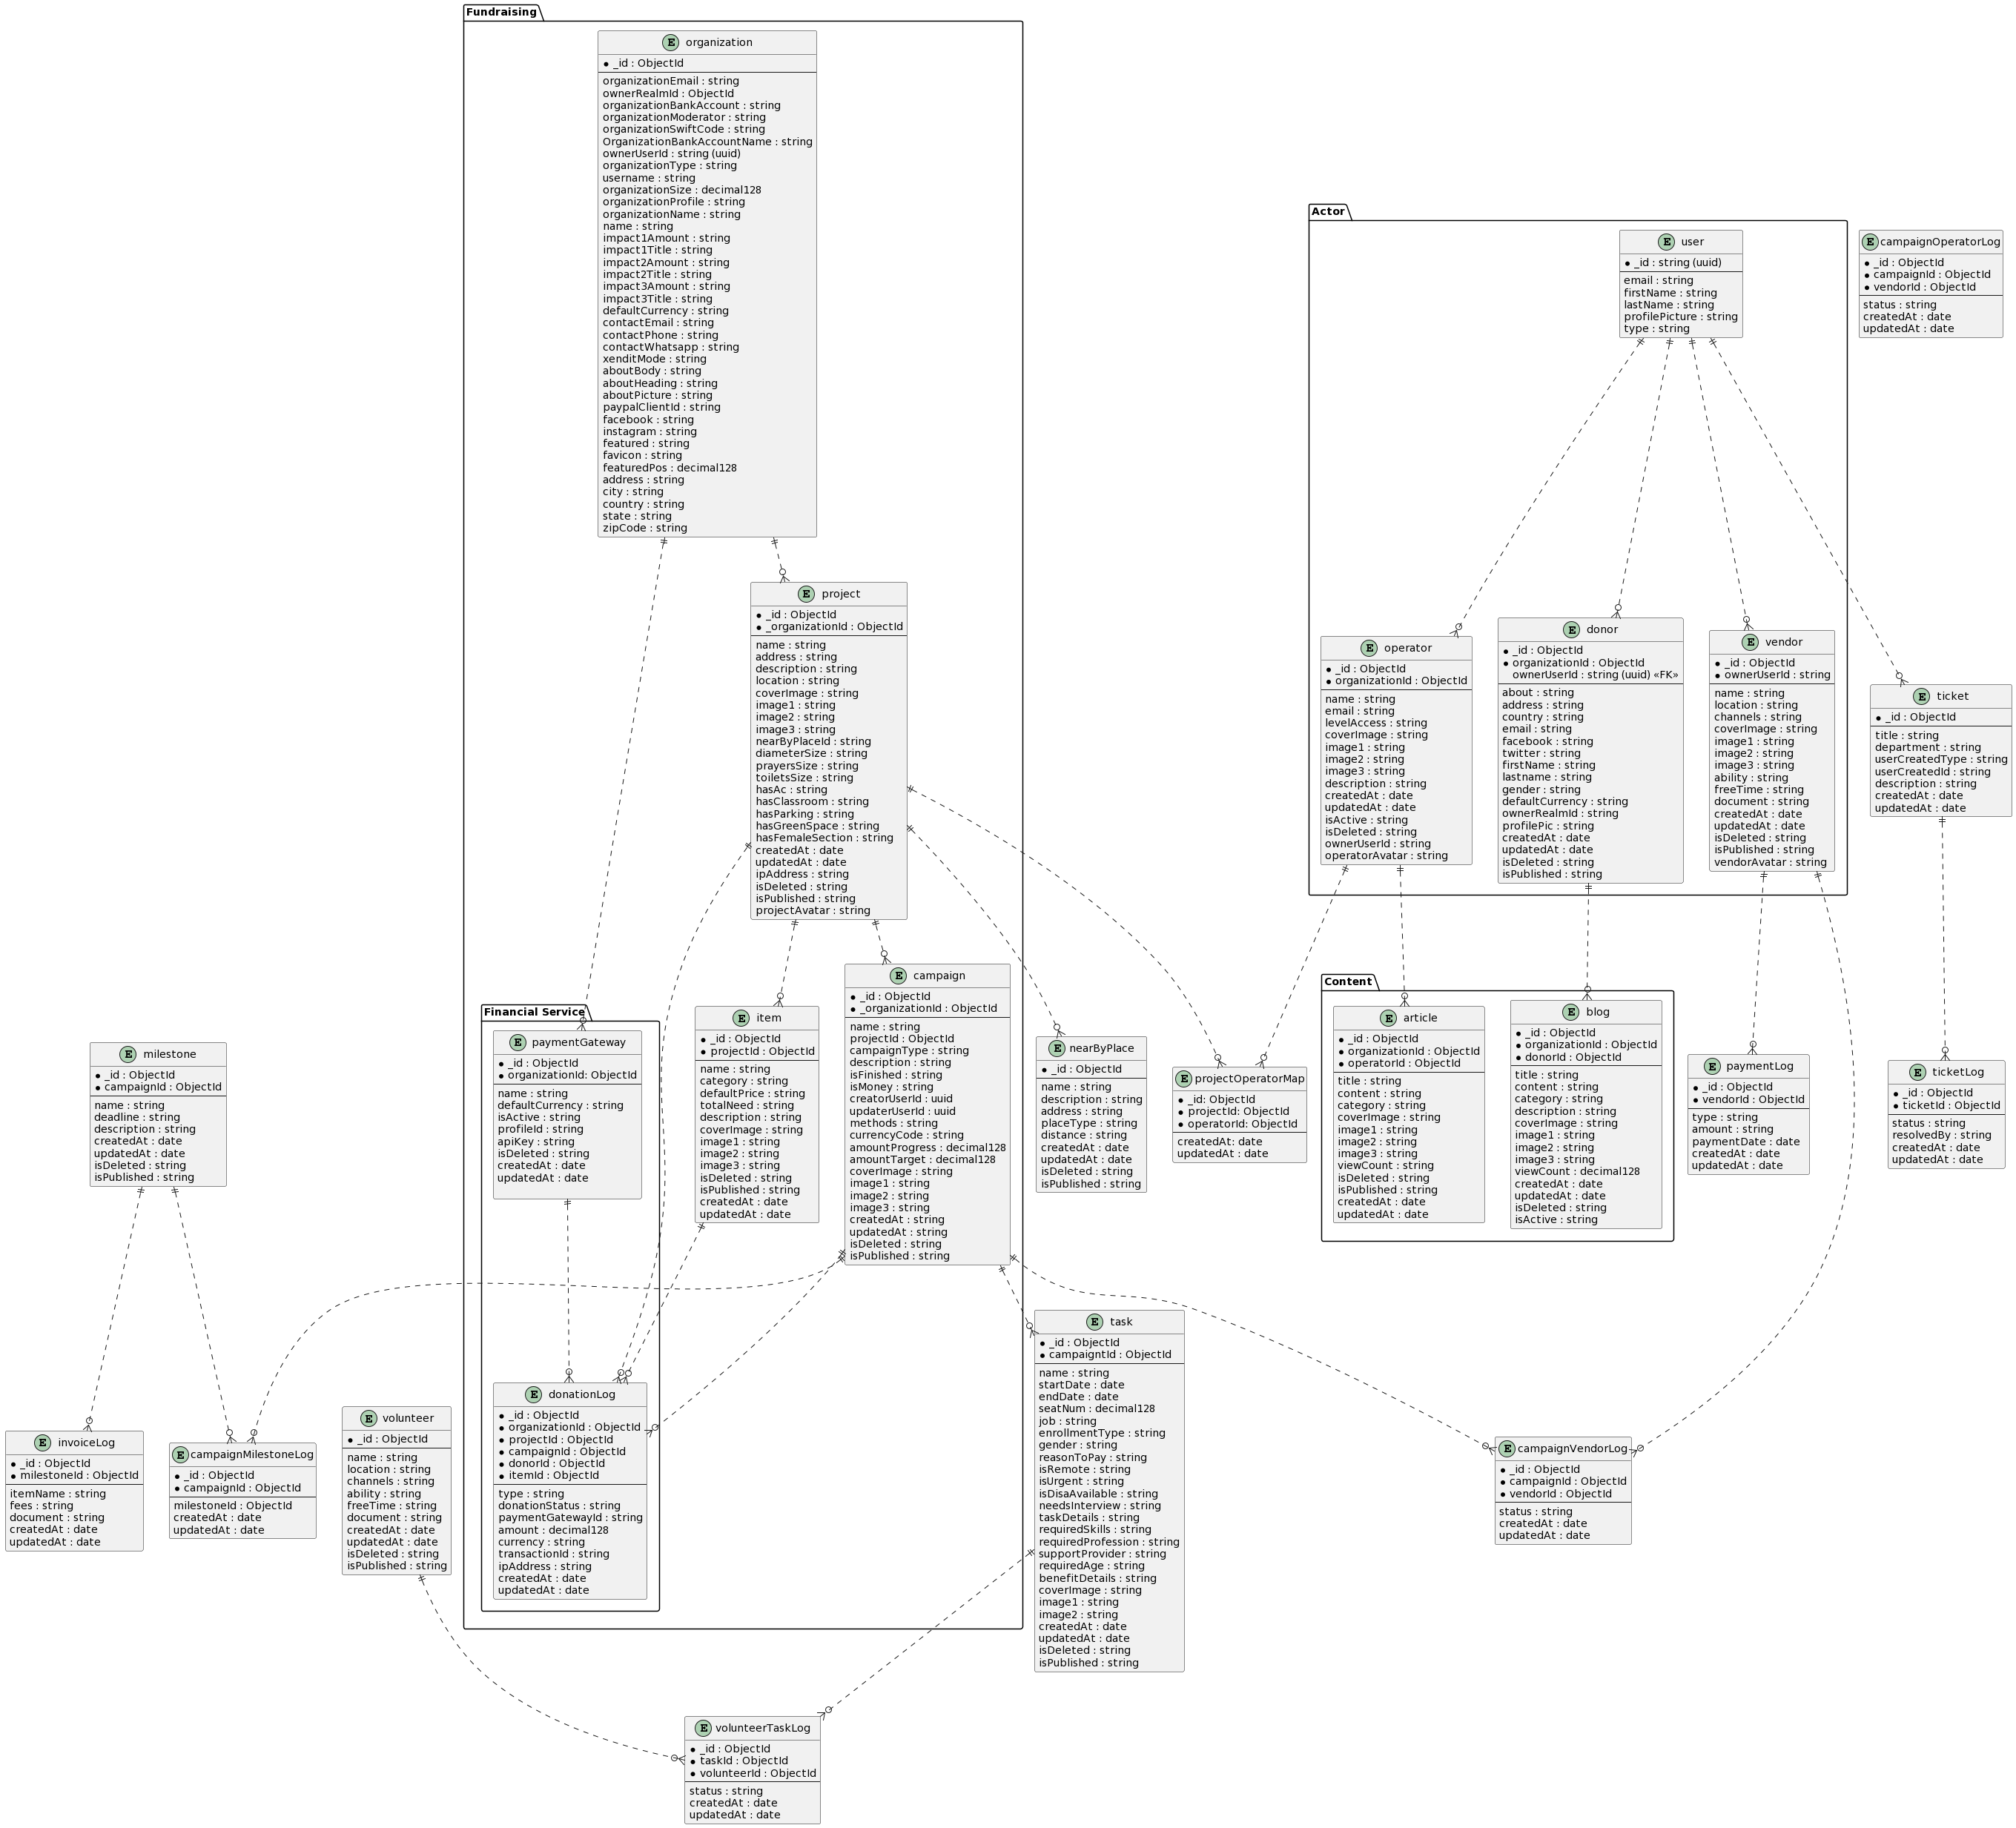 Fundraising
E organization
_id : ObjectId
organizationEmail : string
ownerRealmId : ObjectId
organizationBankAccount : string
organizationModerator : string
organizationSwiftCode : string
OrganizationBankAccountName : string
ownerUserId : string (uuid)
organizationType : string
username : string
organizationSize : decimal128
organizationProfile : string
organizationName : string
name : string
impact1Amount : string
impact1Title : string
impact2Amount : string
impact2Title : string
impact3Amount : string
impact3Title : string
defaultCurrency : string
contactEmail : string
contactPhone : string
contactWhatsapp : string
xenditMode : string
aboutBody : string
aboutHeading : string
aboutPicture : string
paypalClientId : string
facebook : string
instagram : string
featured : string
favicon : string
featuredPos : decimal128
address : string
city : string
country : string
state : string
zipCode : string
Actor
E user
_id : string (uuid)
email : string
firstName : string
lastName : string
profilePicture : string
type : string
E campaignOperatorLog
_id : ObjectId
campaignId : ObjectId
vendorId : ObjectId
status : string
createdAt : date
updatedAt : date
E project
_id : ObjectId
_organizationId : ObjectId
name : string
address : string
description : string
location : string
coverImage : string
image1 : string
image2 : string
image3 : string
nearByPlaceId : string
diameterSize : string
prayersSize : string
toiletsSize : string
hasAc : string
hasClassroom : string
hasParking : string
hasGreenSpace : string
hasFemaleSection : string
createdAt : date
updatedAt : date
ipAddress : string
isDeleted : string
isPublished : string
projectAvatar : string
E operator
_id : ObjectId
organizationId : ObjectId
name : string
email : string
levelAccess : string
coverImage : string
image1 : string
image2 : string
image3 : string
description : string
createdAt : date
updatedAt : date
isActive : string
isDeleted : string
ownerUserId : string
operatorAvatar : string
E donor
_id : ObjectId
organizationId : ObjectId
ownerUserId : string (uuid) «FK»
about : string
address : string
country : string
email : string
facebook : string
twitter : string
firstName : string
lastname : string
gender : string
defaultCurrency : string
ownerRealmId : string
profilePic : string
createdAt : date
updatedAt : date
isDeleted : string
isPublished : string
E vendor
_id : ObjectId
ownerUserId : string
name : string
location : string
channels : string
coverImage : string
image1 : string
image2 : string
image3 : string
ability : string
freeTime : string
document : string
createdAt : date
updatedAt : date
isDeleted : string
isPublished : string
vendorAvatar : string
E ticket
_id : ObjectId
title : string
department : string
userCreatedType : string
userCreatedId : string
description : string
createdAt : date
updatedAt : date
E milestone
_id : ObjectId
campaignId : ObjectId
name : string
deadline : string
description : string
createdAt : date
updatedAt : date
isDeleted : string
isPublished : string
Financial Service
E paymentGateway
_id : ObjectId
organizationId: ObjectId
name : string
defaultCurrency : string
isActive : string
profileId : string
apiKey : string
isDeleted : string
createdAt : date
updatedAt : date
E item
_id : ObjectId
projectId : ObjectId
name : string
category : string
defaultPrice : string
totalNeed : string
description : string
coverImage : string
image1 : string
image2 : string
image3 : string
isDeleted : string
isPublished : string
createdAt : date
updatedAt : date
E campaign
_id : ObjectId
_organizationId : ObjectId
name : string
projectId : ObjectId
campaignType : string
description : string
isFinished : string
isMoney : string
creatorUserId : uuid
updaterUserId : uuid
methods : string
currencyCode : string
amountProgress : decimal128
amountTarget : decimal128
coverImage : string
image1 : string
image2 : string
image3 : string
createdAt : string
updatedAt : string
isDeleted : string
isPublished : string
E nearByPlace
_id : ObjectId
name : string
description : string
address : string
placeType : string
distance : string
createdAt : date
updatedAt : date
isDeleted : string
isPublished : string
E projectOperatorMap
_id : ObjectId
projectId: ObjectId
operatorId: ObjectId
createdAt: date
updatedAt: date
Content
E article
_id : ObjectId
organizationId : ObjectId
operatorId : ObjectId
title : string
content : string
category : string
coverImage : string
image1 : string
image2 : string
image3 : string
viewCount : string
isDeleted : string
isPublished : string
createdAt : date
updatedAt : date
E blog
_id : ObjectId
organizationId : ObjectId
donorId : ObjectId
title : string
content : string
category : string
description : string
coverImage : string
image1 : string
image2 : string
image3 : string
viewCount : decimal128
createdAt : date
updatedAt : date
isDeleted : string
isActive : string
E paymentLog
_id : ObjectId
vendorId : ObjectId
type : string
amount : string
paymentDate : date
createdAt : date
updatedAt : date
E ticketLog
_id : ObjectId
ticketId : ObjectId
status : string
resolvedBy : string
createdAt : date
updatedAt : date
E invoiceLog
_id : ObjectId
milestoneId : ObjectId
itemName : string
fees : string
document : string
createdAt : date
updatedAt : date
E campaignMilestoneLog
_id : ObjectId
campaignId : ObjectId
milestoneId : ObjectId
createdAt : date
updatedAt : date
E volunteer
_id : ObjectId
name : string
location : string
channels : string
ability : string
freeTime : string
document : string
createdAt : date
updatedAt : date
isDeleted : string
isPublished : string
E donationLog
_id : ObjectId
organizationId : ObjectId
projectId : ObjectId
campaignId : ObjectId
donorId : ObjectId
itemId : ObjectId
type : string
donationStatus : string
paymentGatewayId : string
amount : decimal128
currency : string
transactionId : string
ipAddress : string
createdAt : date
updatedAt : date
E task
_id : ObjectId
campaigntId : ObjectId
name : string
startDate : date
endDate : date
seatNum : decimal128
job : string
enrollmentType : string
gender : string
reasonToPay : string
isRemote : string
isUrgent : string
isDisaAvailable : string
needsInterview : string
taskDetails : string
requiredSkills : string
requiredProfession : string
supportProvider : string
requiredAge : string
benefitDetails : string
coverImage : string
image1 : string
image2 : string
createdAt : date
updatedAt : date
isDeleted : string
isPublished : string
E campaignVendorLog
_id : ObjectId
campaignId : ObjectId
vendorId : ObjectId
status : string
createdAt : date
updatedAt : date
E volunteerTaskLog
_id : ObjectId
taskId : ObjectId
volunteerId : ObjectId
status : string
createdAt : date
updatedAt : date